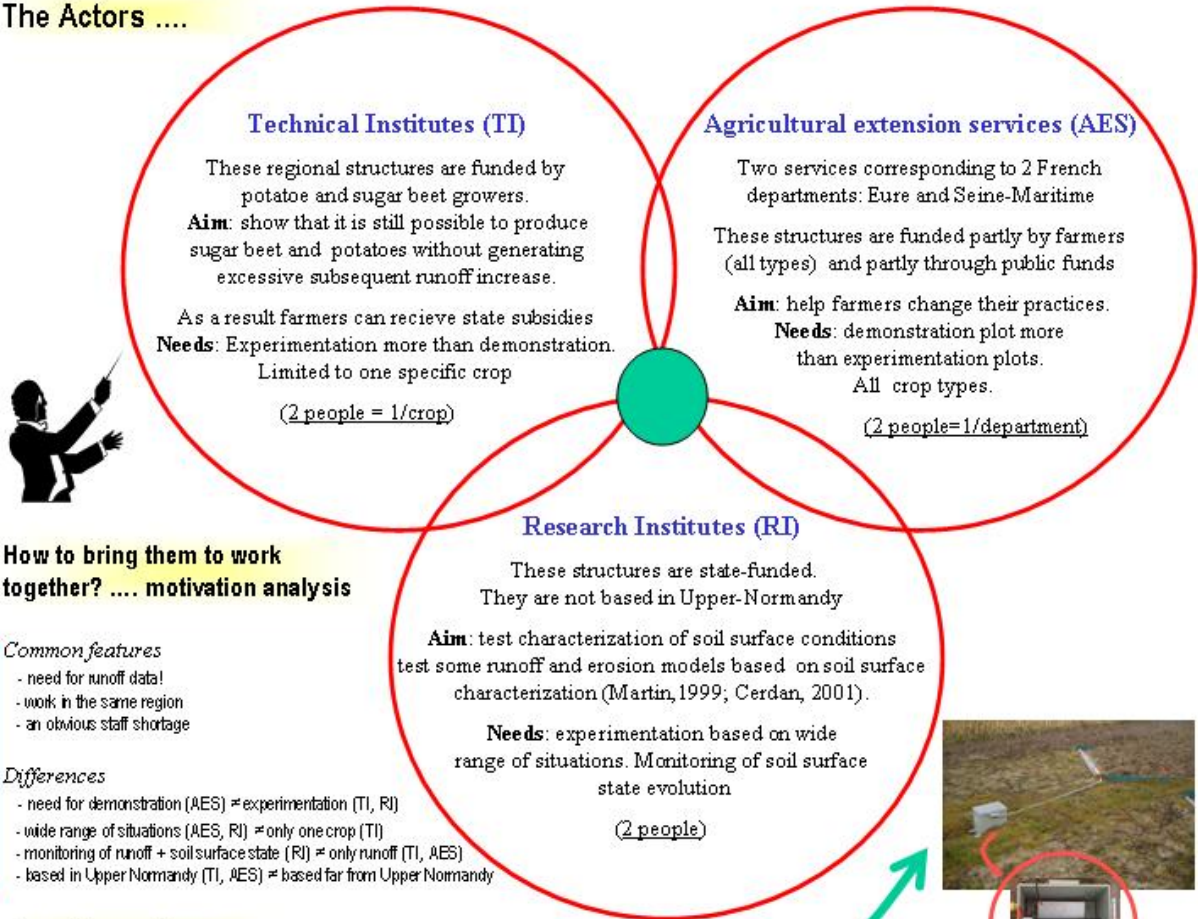 The Actors ....
Technical Institutes (TI)
These regional structures are funded by
potatoe and sugar beet growers.
Aim: show that it is still possible to produce
sugar beet and potatoes without generating
excessive subsequent runoff increase.
As a result farmers can recieve state subsidies
Needs: Experimentation more than demonstration.
Limited to one specific crop
(2 people = 1/crop)
Agricultural extension services (AES)
Two services corresponding to 2 French
departments: Eure and Seine-Maritime
These structures are funded partly by farmers
(all types) and partly through public funds
Aim: help farmers change their practices.
Needs: demonstration plot more
than experimentation plots.
All crop types.
(2 people=1/department)
Research Institutes (RI)
These structures are state-funded.
They are not based in Upper-Normandy
Aim: test characterization of soil surface conditions
test some runoff and erosion models based on soil surface
characterization (Martin,1999; Cerdan, 2001).
Needs: experimentation based on wide
range of situations. Monitoring of soil surface
state evolution
(2 people)
How to bring them to work
together? .... motivation analysis
Common features
- need for runoff data!
- work in the same region
- an obvious staff shortage
Differences
- need for demonstration (AES) ≠ experimentation (TI, RI)
- wide range of situations (AES, RI) ≠ only one crop (TI)
- monitoring of runoff + soil surface state (RI) ≠ only runoff (TI, AES)
- based in Upper Normandy (TI, AES) ≠ based far from Upper Normandy